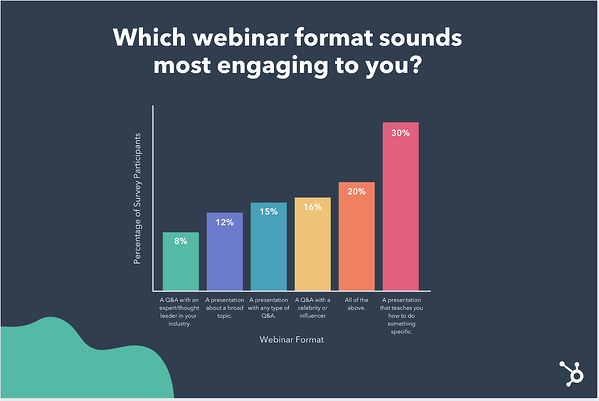 Which webinar format sounds
most engaging to you?
Percentage of Survey Participants
8%
12%
15%
16%
20%
30%
A Q&A with an
expert/thought
leader in your
industry.
A presentation
about a broad
topic.
A presentation
with any type of
Q&A.
A Q&A with a
celebrity or
influencer
All of the
above.
A presentation
that teaches you
how to do
something
specific.
Webinar Format